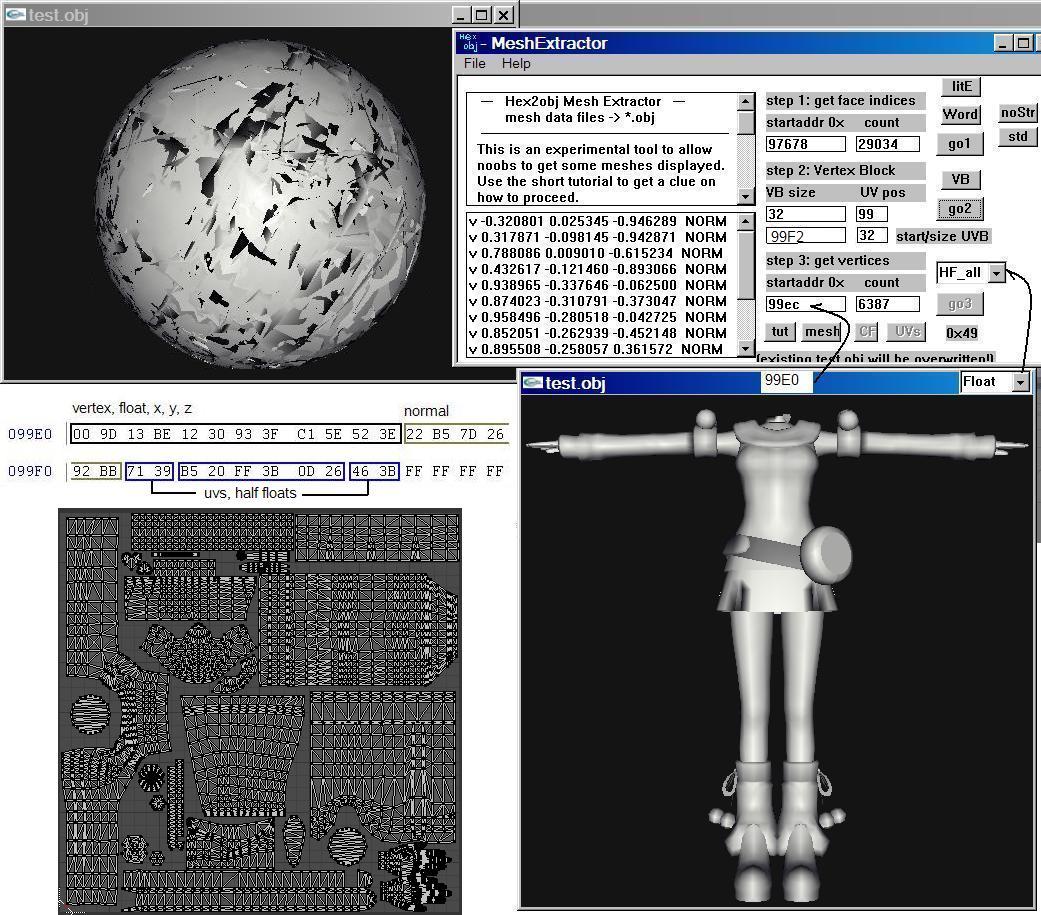 test.obj
Hex obj - MeshExtractor
File Help
— Hex2obj Mesh Extractor —
mesh data files -> *.obj
This is an experimental tool to allow
noobs to get some meshes displayed.
Use the short tutorial to get a clue on
how to proceed.
v -0.320801 0.025345 -0.946289 NORM
v 0.317871 -0.098145 -0.942871 NORM
v 0.788086 0.009010 -0.615234 NORM
v 0.432617 -0.121460 -0.893066 NORM
v 0.938965 -0.337646 -0.062500 NORM
v 0.874023 -0.310791 -0.373047 NORM
v 0.958496 -0.280518 -0.042725 NORM
v 0.852051 -0.262939 -0.452148 NORM
v 0.895508 -0.258057 0.361572 NORM
step 1: get face indices
startaddr 0x count
97678 29034
step 2: Vertex Block
VB size UV pos
32 99
99F2 32 start/size UVB
step 3: get vertices
startaddr 0x count
99ec 6387
tut mesh CF UVs
(existing test.obj will be overwritten!)
litE
Word noStr
go1 std
VB
go2
HF_all
go3
0x49
test.obj 99E0 Float
vertex, float, x, y, z normal
099E0 00 9D 13 BE 12 30 93 3F C1 5E 52 3E 22 B5 7D 26
099F0 92 BB 71 39 B5 20 FF 3B 0D 26 46 3B FF FF FF FF
uvs, half floats